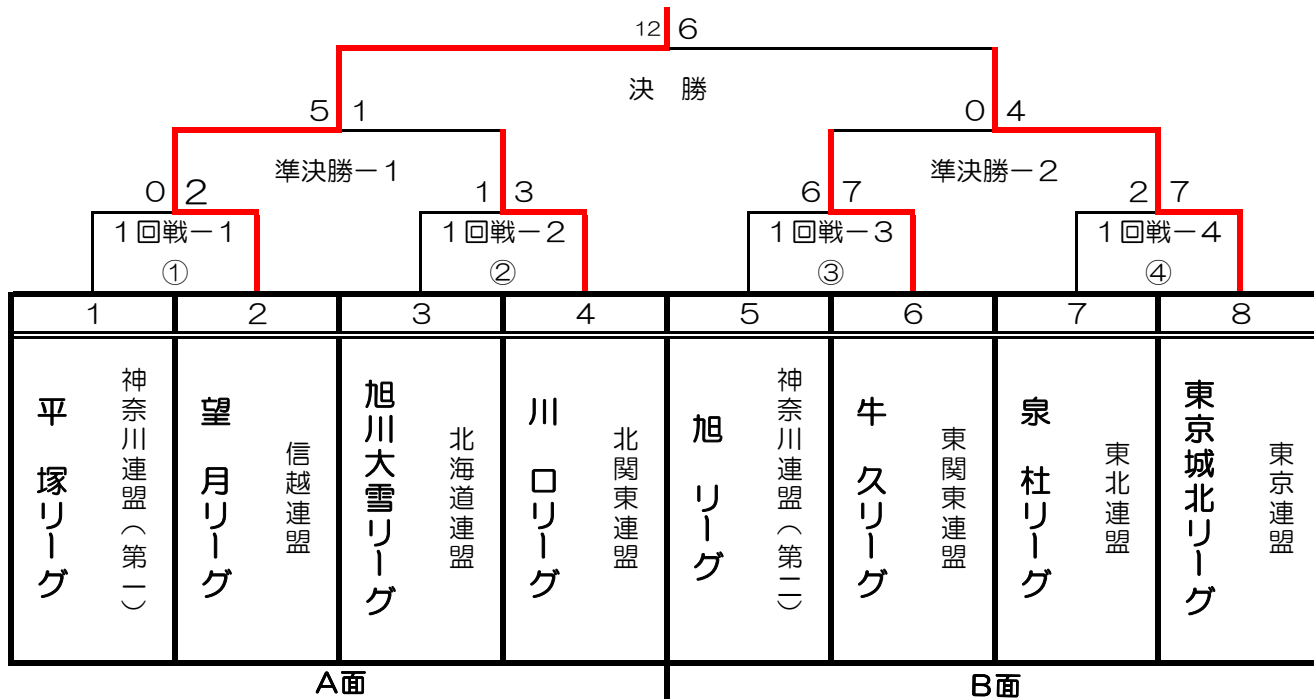 12 6
決 勝
5 1
0 4
準決勝－1
準決勝－2
0 2
1 3
6 7
2 7
1回戦－1
1回戦－2
1回戦－3
1回戦－4
①
②
③
④
1
2
3
4
5
6
7
8
平 塚リーグ
神奈川連盟（第一）
望 月リーグ
信越連盟
旭川大雪リーグ
北海道連盟
川 口リーグ
北関東連盟
旭 リーグ
神奈川連盟（第二）
牛 久リーグ
東関東連盟
泉 杜リーグ
東北連盟
東京城北リーグ
東京連盟
A面
B面